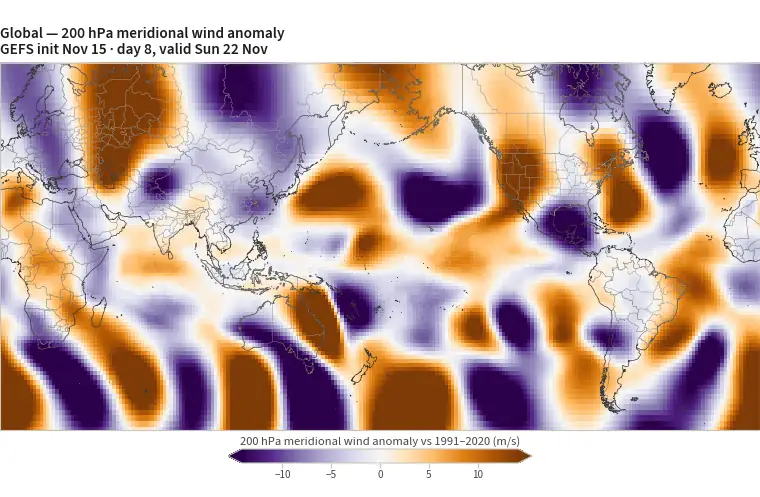 Global — 200 hPa meridional wind anomaly
GEFS init Nov 15 · day 8, valid Sun 22 Nov
200 hPa meridional wind anomaly vs 1991–2020 (m/s)
−10 −5 0 5 10